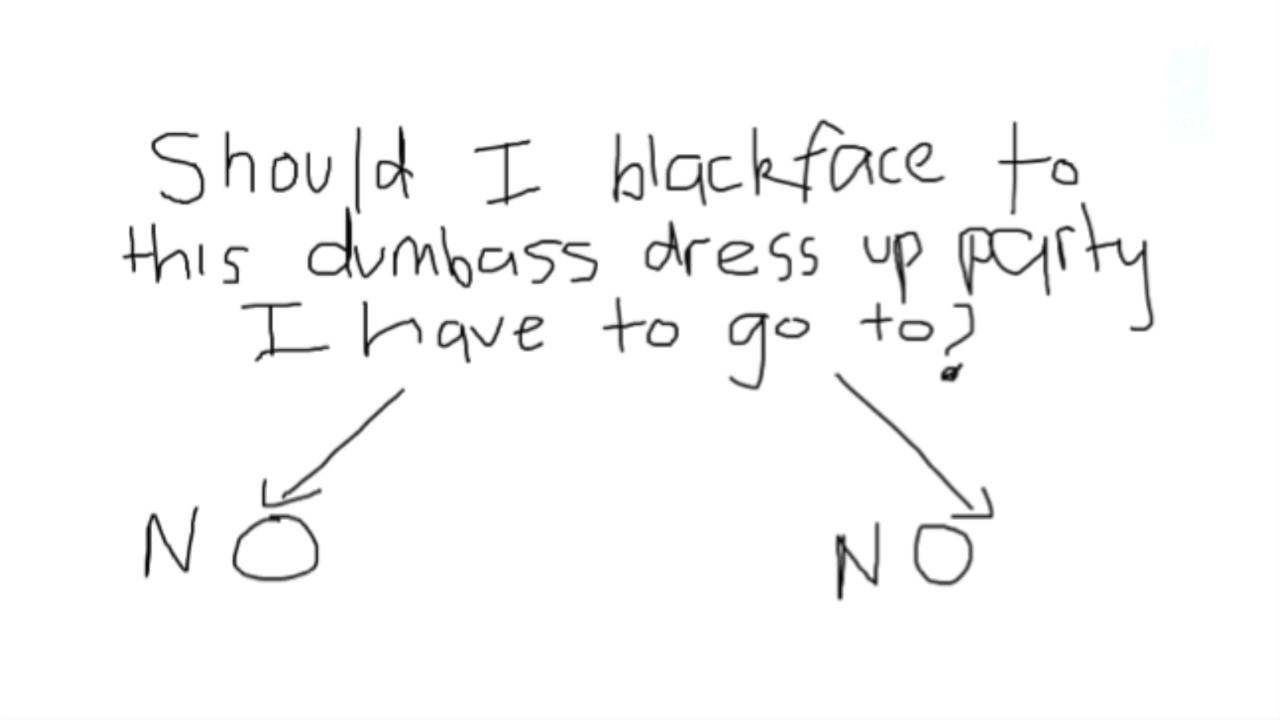 Should I blackface to
this dumbass dress up party
I have to go to?
NO NO